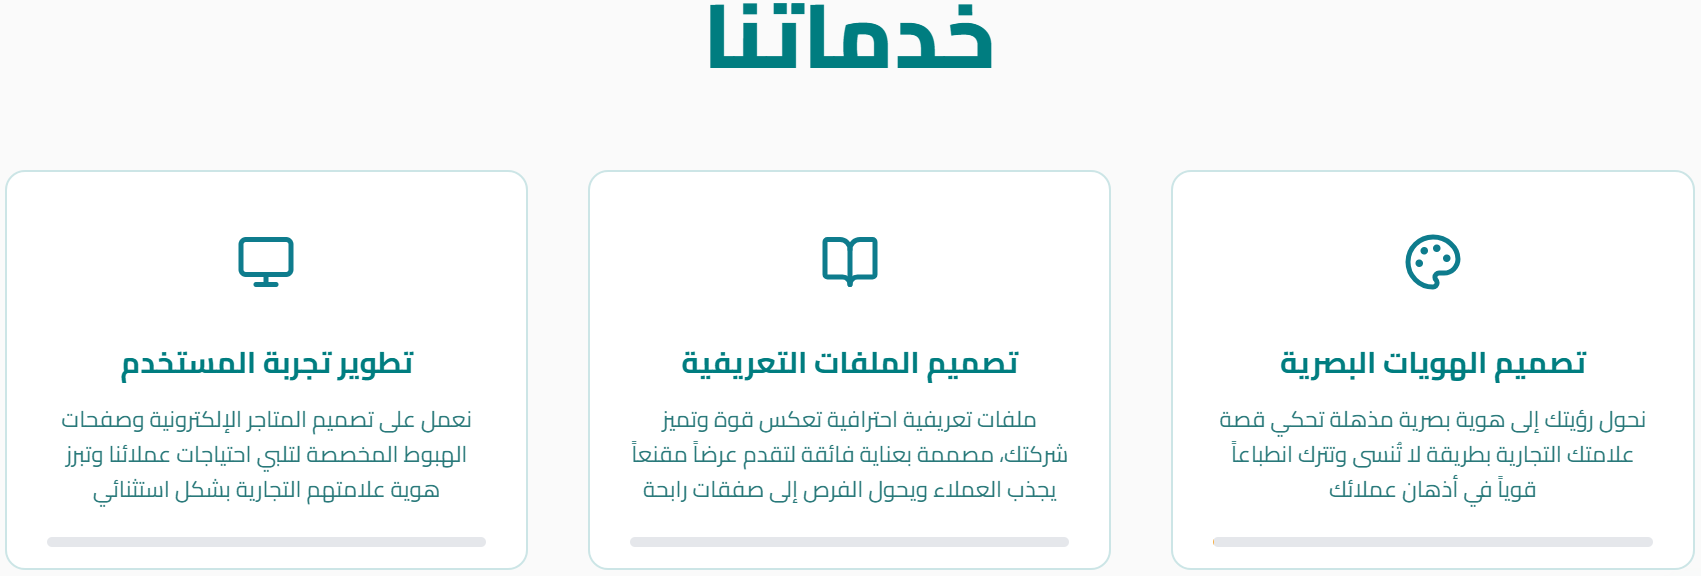 خدماتنا
تصميم الهويات البصرية
نحول رؤيتك إلى هوية بصرية مذهلة تحكي قصة
علامتك التجارية بطريقة لا تُنسى وتترك انطباعاً
قوياً في أذهان عملائك
تصميم الملفات التعريفية
ملفات تعريفية احترافية تعكس قوة وتميز
شركتك، مصممة بعناية فائقة لتقدم عرضاً مقنعاً
يجذب العملاء ويحول الفرص إلى صفقات رابحة
تطوير تجربة المستخدم
نعمل على تصميم المتاجر الإلكترونية وصفحات
الهبوط المخصصة لتلبي احتياجات عملائنا وتبرز
هوية علامتهم التجارية بشكل استثنائي